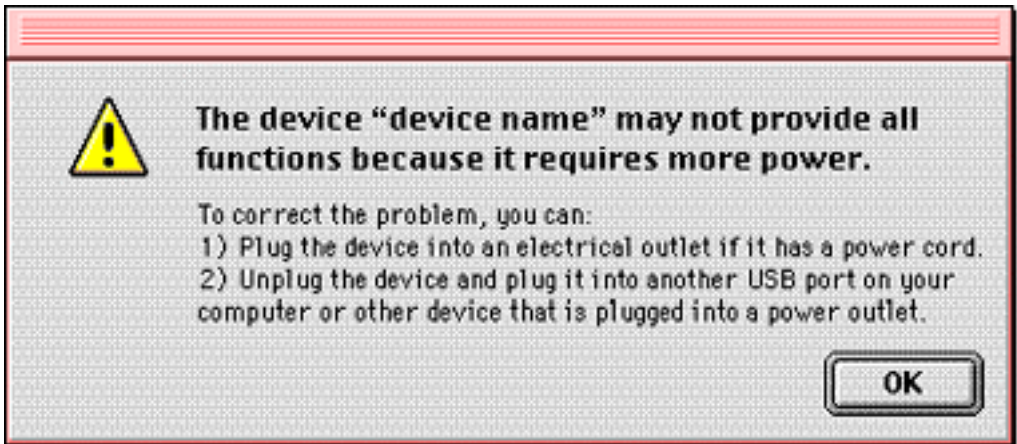 The device “device name” may not provide all
functions because it requires more power.
To correct the problem, you can:
1) Plug the device into an electrical outlet if it has a power cord.
2) Unplug the device and plug it into another USB port on your
computer or other device that is plugged into a power outlet.
OK